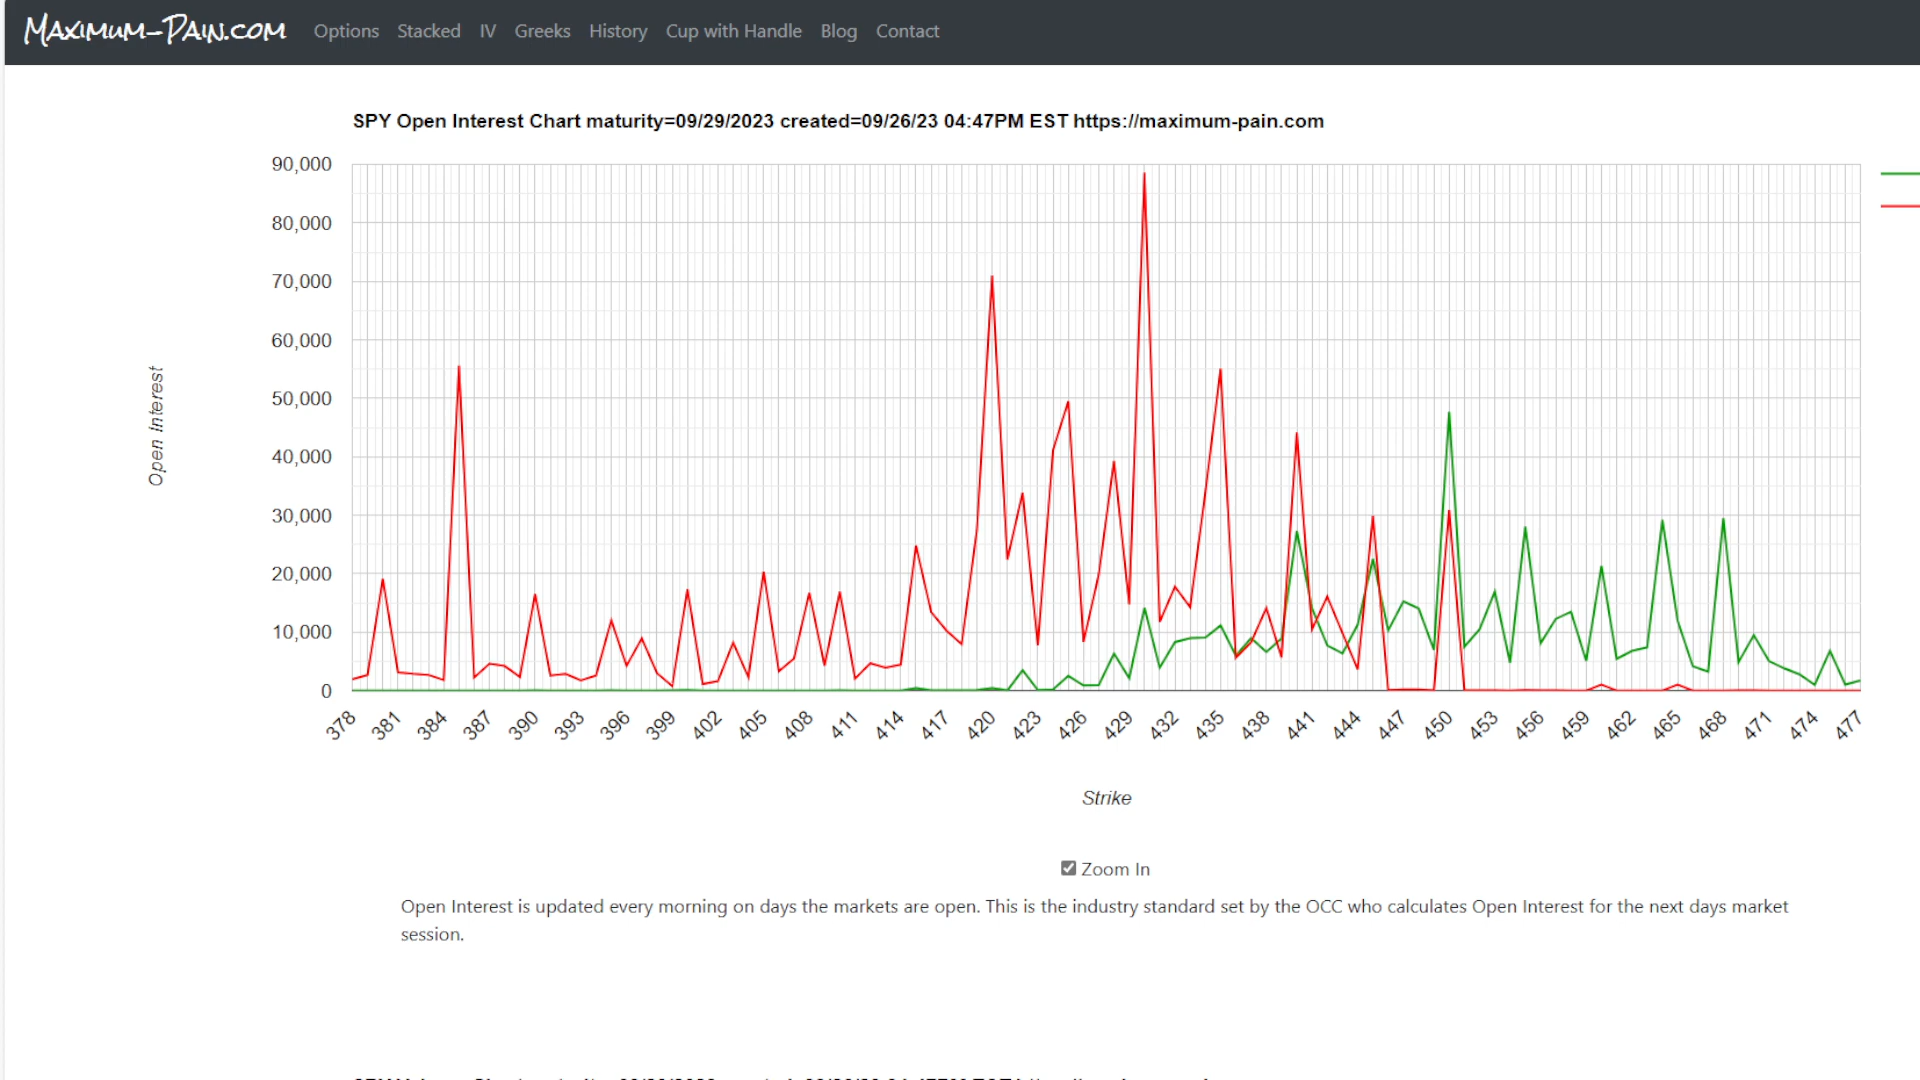 Maximum-Pain.com Options Stacked IV Greeks History Cup with Handle Blog Contact
SPY Open Interest Chart maturity=09/29/2023 created=09/26/23 04:47PM EST https://maximum-pain.com
90,000
80,000
70,000
60,000
50,000
40,000
30,000
20,000
10,000
0
Open Interest
378 381 384 387 390 393 396 399 402 405 408 411 414 417 420 423 426 429 432 435 438 441 444 447 450 453 456 459 462 465 468 471 474 477
Strike
Zoom In
Open Interest is updated every morning on days the markets are open. This is the industry standard set by the OCC who calculates Open Interest for the next days market
session.